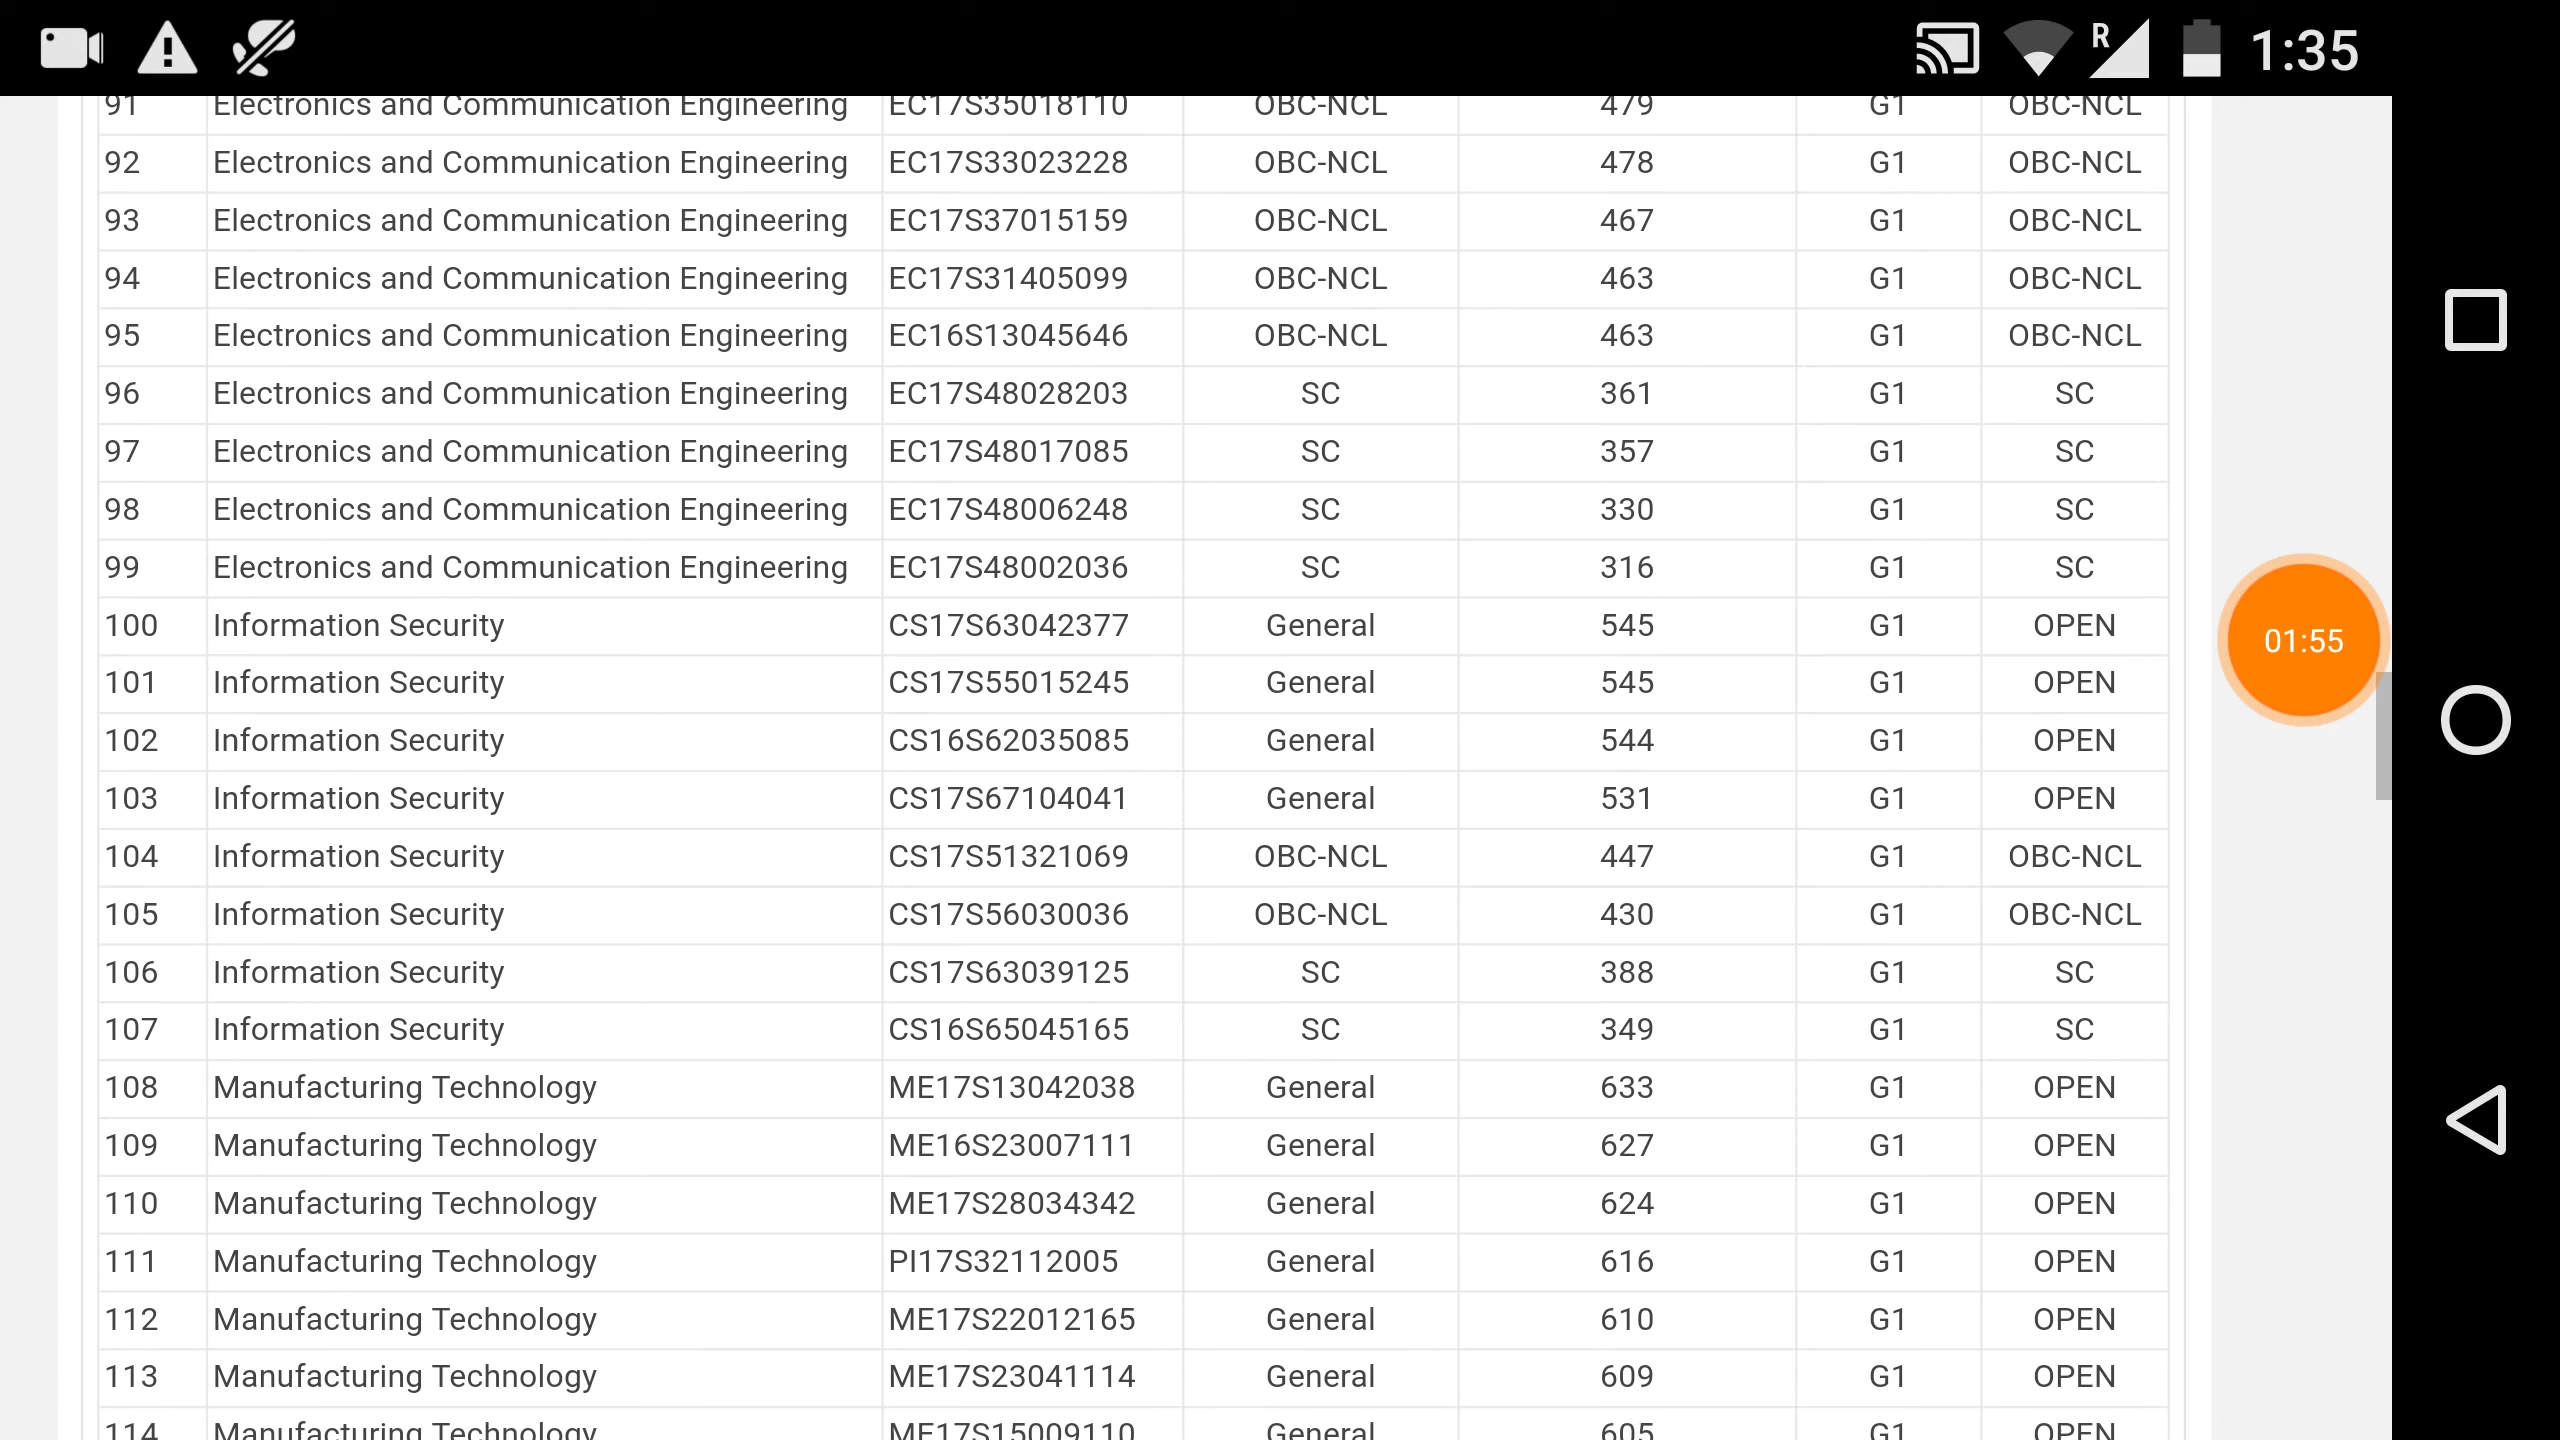 R 1:35
91 Electronics and Communication Engineering EC17S35018110 OBC-NCL 479 G1 OBC-NCL
92 Electronics and Communication Engineering EC17S33023228 OBC-NCL 478 G1 OBC-NCL
93 Electronics and Communication Engineering EC17S37015159 OBC-NCL 467 G1 OBC-NCL
94 Electronics and Communication Engineering EC17S31405099 OBC-NCL 463 G1 OBC-NCL
95 Electronics and Communication Engineering EC16S13045646 OBC-NCL 463 G1 OBC-NCL
96 Electronics and Communication Engineering EC17S48028203 SC 361 G1 SC
97 Electronics and Communication Engineering EC17S48017085 SC 357 G1 SC
98 Electronics and Communication Engineering EC17S48006248 SC 330 G1 SC
99 Electronics and Communication Engineering EC17S48002036 SC 316 G1 SC
100 Information Security CS17S63042377 General 545 G1 OPEN
01:55
101 Information Security CS17S55015245 General 545 G1 OPEN
102 Information Security CS16S62035085 General 544 G1 OPEN
103 Information Security CS17S67104041 General 531 G1 OPEN
104 Information Security CS17S51321069 OBC-NCL 447 G1 OBC-NCL
105 Information Security CS17S56030036 OBC-NCL 430 G1 OBC-NCL
106 Information Security CS17S63039125 SC 388 G1 SC
107 Information Security CS16S65045165 SC 349 G1 SC
108 Manufacturing Technology ME17S13042038 General 633 G1 OPEN
109 Manufacturing Technology ME16S23007111 General 627 G1 OPEN
110 Manufacturing Technology ME17S28034342 General 624 G1 OPEN
111 Manufacturing Technology PI17S32112005 General 616 G1 OPEN
112 Manufacturing Technology ME17S22012165 General 610 G1 OPEN
113 Manufacturing Technology ME17S23041114 General 609 G1 OPEN
114 Manufacturing Technology ME17S15009110 General 605 G1 OPEN